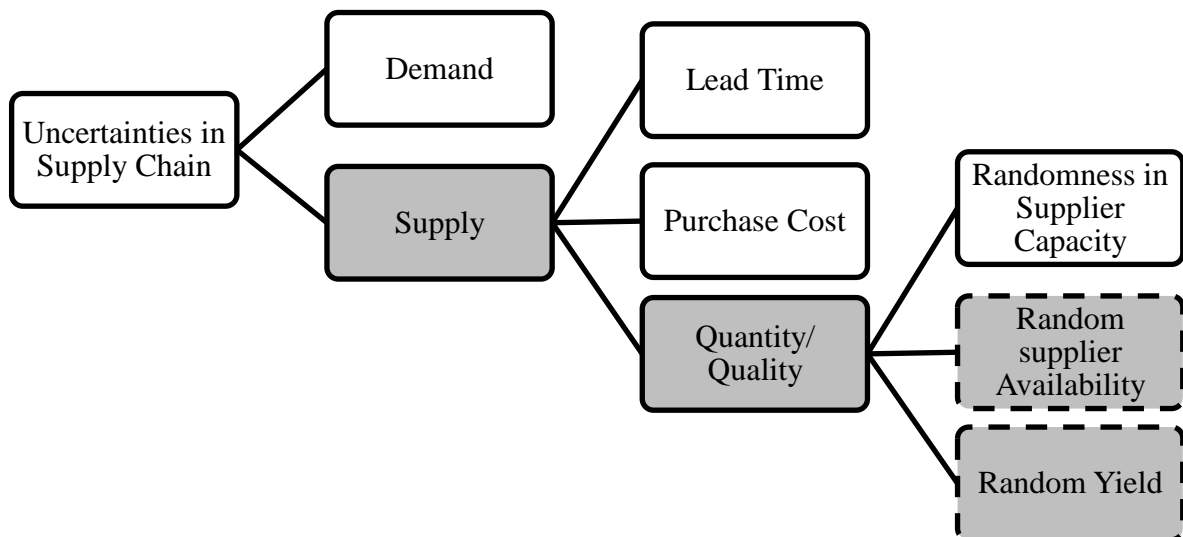 Uncertainties in
Supply Chain
Demand
Supply
Lead Time
Purchase Cost
Quantity/
Quality
Randomness in
Supplier
Capacity
Random
supplier
Availability
Random Yield